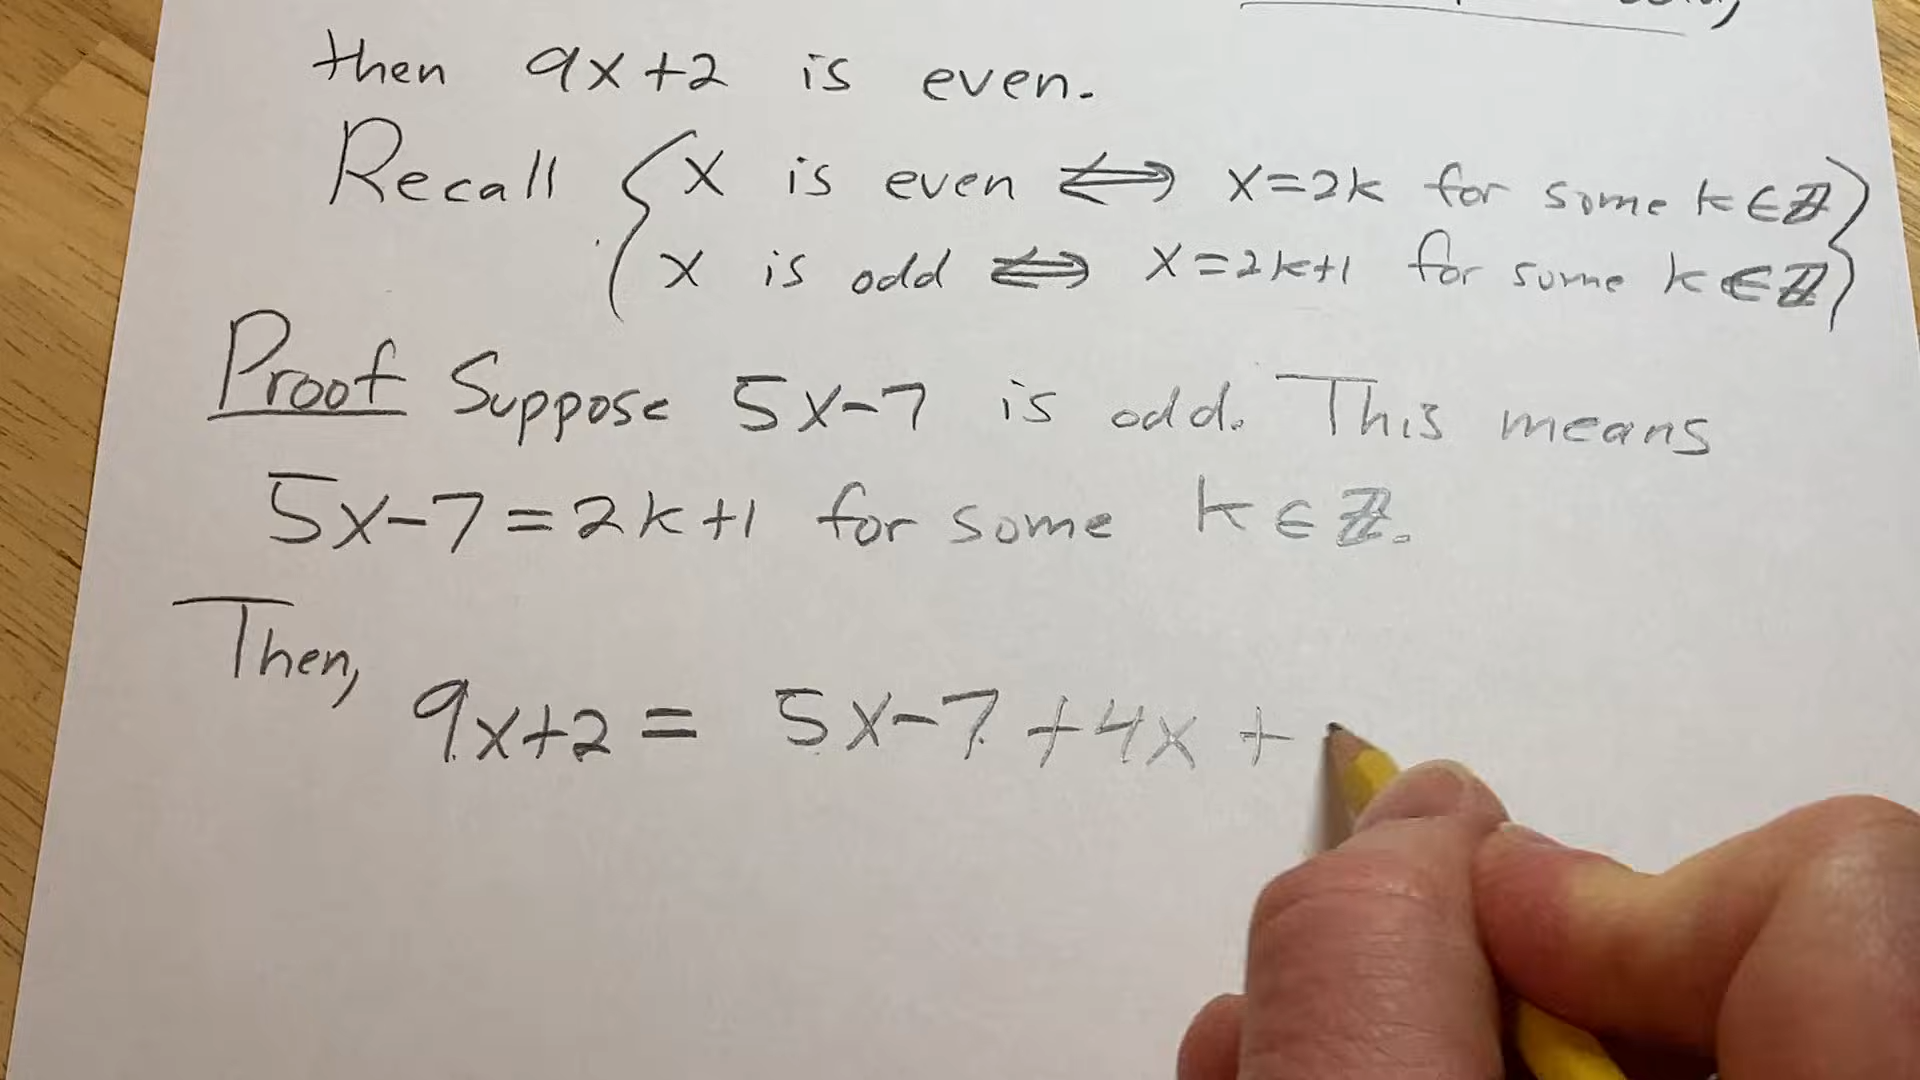 then 9x+2 is even.
Recall { x is even ⟺ x=2k for some k∈ℤ }
x is odd ⟺ x=2k+1 for some k∈ℤ
Proof Suppose 5x-7 is odd. This means
5x-7=2k+1 for some k∈ℤ.
Then,
9x+2 = 5x-7+4x+